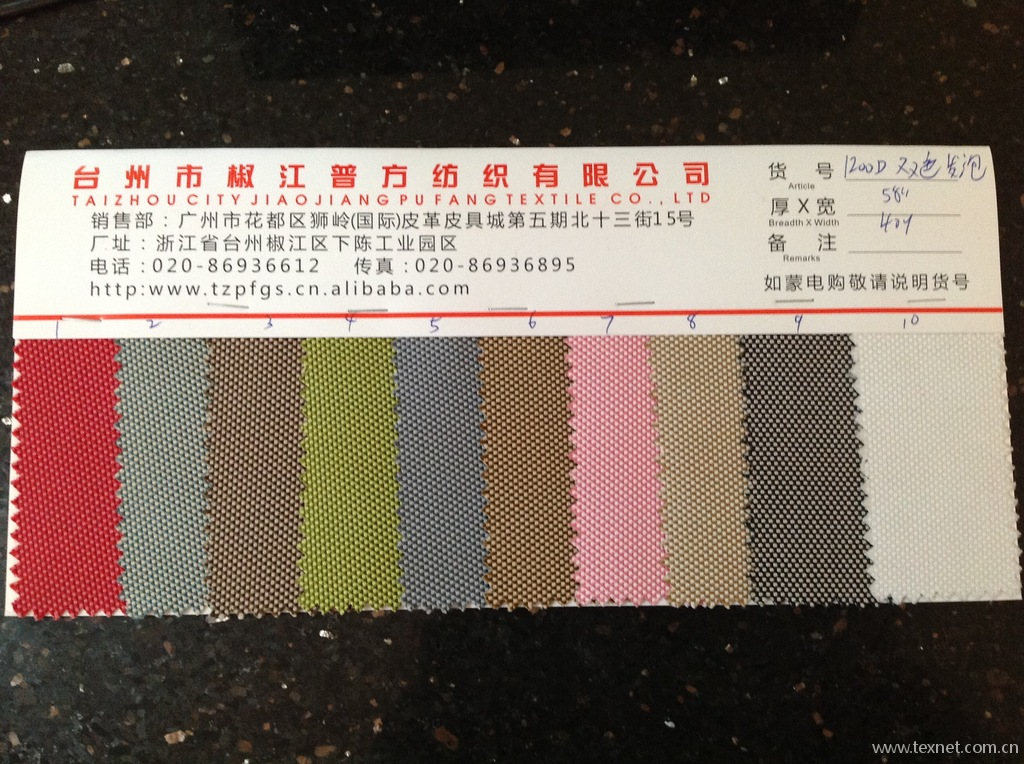 台州市椒江普方纺织有限公司
TAIZHOU CITY JIAOJIANG PU FANG TEXTILE CO.,LTD
销售部：广州市花都区狮岭(国际)皮革皮具城第五期北十三街15号
厂址：浙江省台州椒江区下陈工业园区
电话：020-86936612 传真：020-86936895
http:www.tzpfgs.cn.alibaba.com
货号 1200D 双色发泡
Article
58"
厚X宽
Breadth X Width
40Y
备注
Remarks
如蒙电购敬请说明货号
1 2 3 4 5 6 7 8 9 10
www.texnet.com.cn